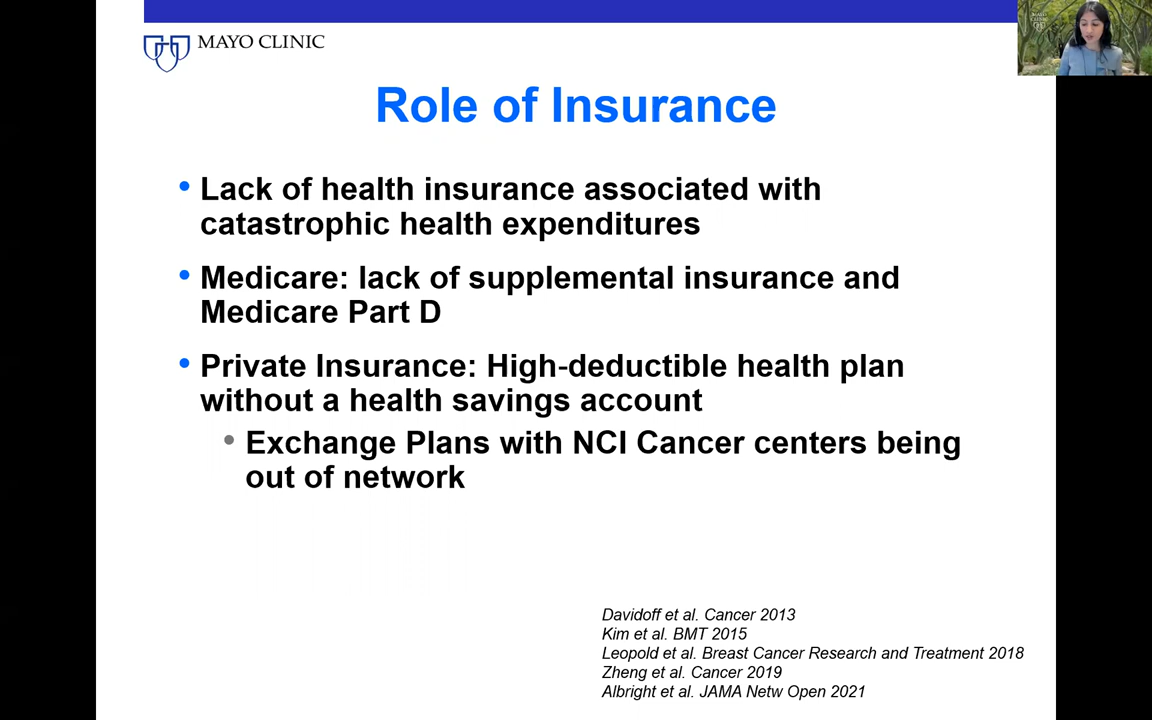 MAYO CLINIC
Role of Insurance
• Lack of health insurance associated with
catastrophic health expenditures
• Medicare: lack of supplemental insurance and
Medicare Part D
• Private Insurance: High-deductible health plan
without a health savings account
• Exchange Plans with NCI Cancer centers being
out of network
Davidoff et al. Cancer 2013
Kim et al. BMT 2015
Leopold et al. Breast Cancer Research and Treatment 2018
Zheng et al. Cancer 2019
Albright et al. JAMA Netw Open 2021